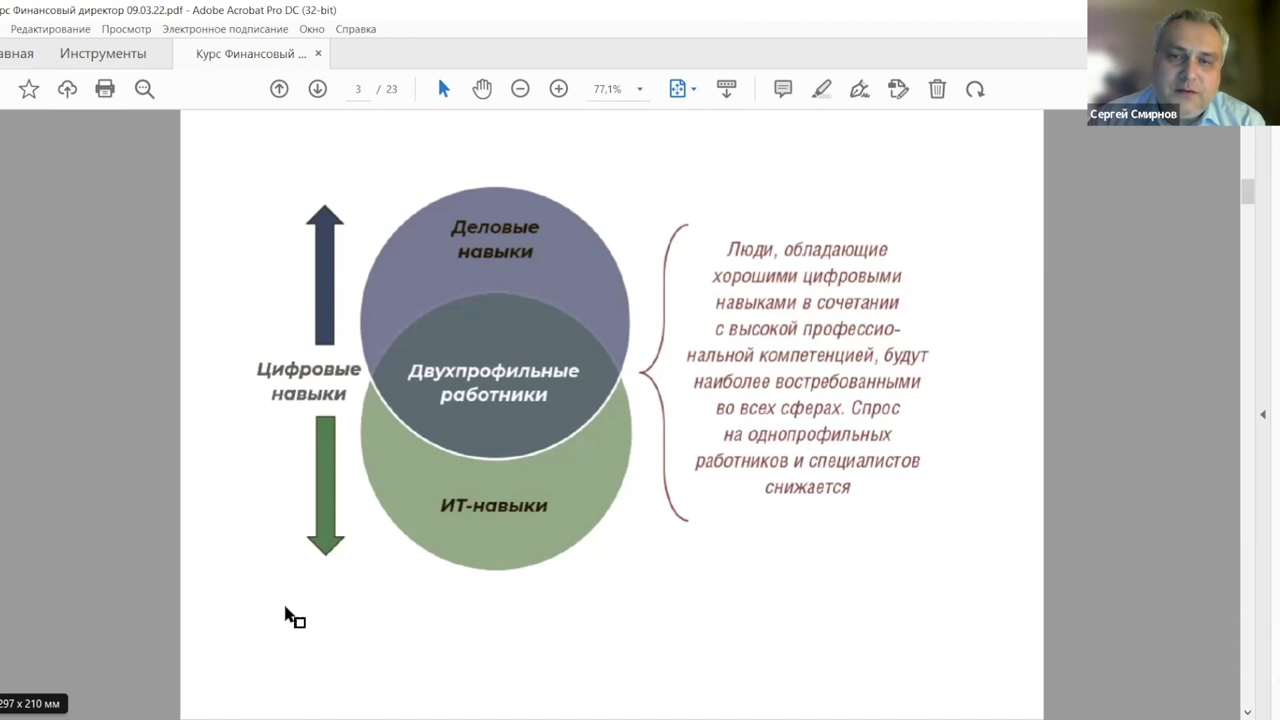 рс Финансовый директор 09.03.22.pdf - Adobe Acrobat Pro DC (32-bit)
Редактирование Просмотр Электронное подписание Окно Справка
авная Инструменты Курс Финансовый ... ×
3 / 23 77,1%
Сергей Смирнов
Деловые
навыки
Цифровые
навыки
Двухпрофильные
работники
ИТ-навыки
Люди, обладающие
хорошими цифровыми
навыками в сочетании
с высокой профессио-
нальной компетенцией, будут
наиболее востребованными
во всех сферах. Спрос
на однопрофильных
работников и специалистов
снижается
297 x 210 мм